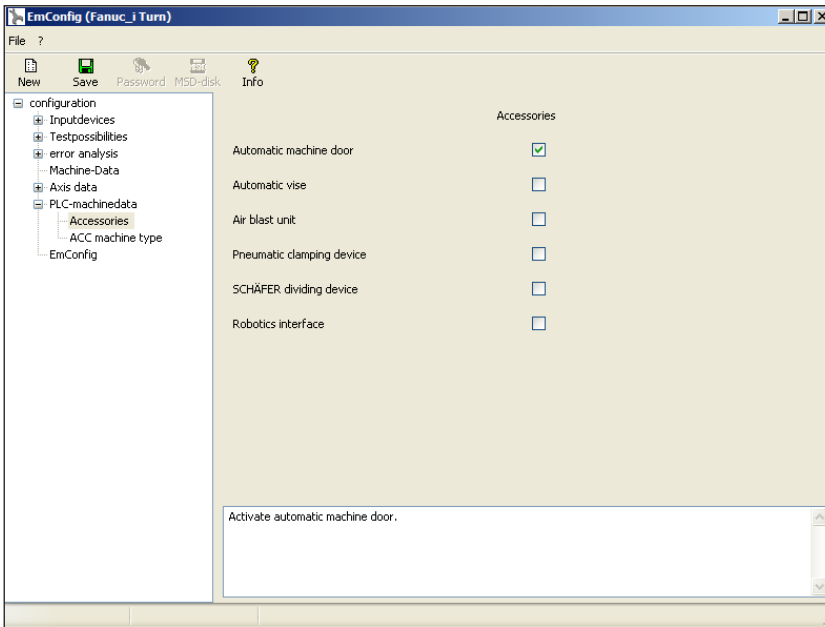 EmConfig (Fanuc_i Turn)
File ?
New Save Password MSD-disk Info
configuration
Inputdevices
Testpossibilities
error analysis
Machine-Data
Axis data
PLC-machinedata
Accessories
ACC machine type
EmConfig
Accessories
Automatic machine door
Automatic vise
Air blast unit
Pneumatic clamping device
SCHÄFER dividing device
Robotics interface
Activate automatic machine door.